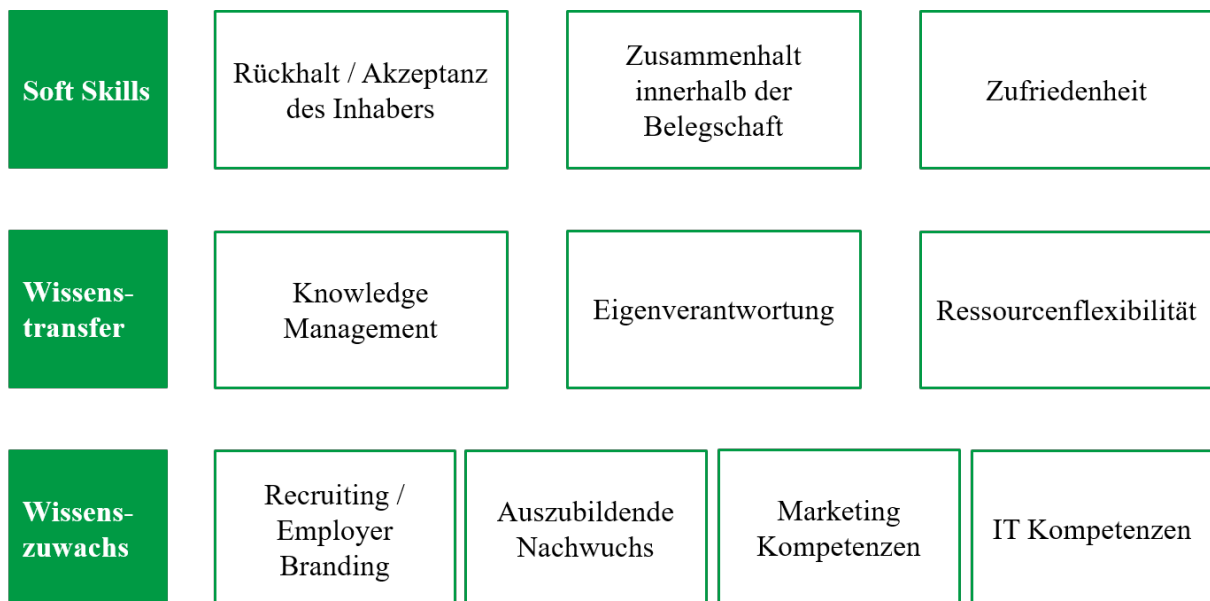 Soft Skills
Rückhalt / Akzeptanz
des Inhabers
Zusammenhalt
innerhalb der
Belegschaft
Zufriedenheit
Wissens-
transfer
Knowledge
Management
Eigenverantwortung
Ressourcenflexibilität
Wissens-
zuwachs
Recruiting /
Employer
Branding
Auszubildende
Nachwuchs
Marketing
Kompetenzen
IT Kompetenzen